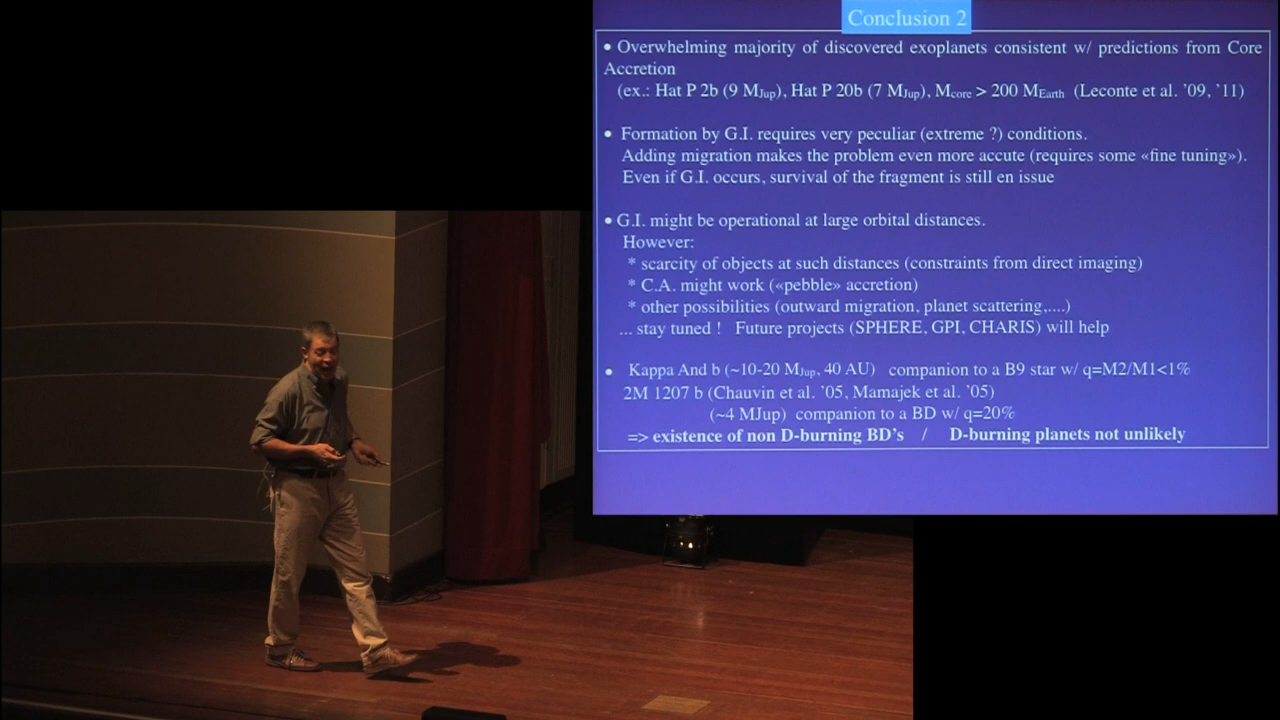 Conclusion 2
• Overwhelming majority of discovered exoplanets consistent w/ predictions from Core
Accretion
(ex.: Hat P 2b (9 MJup), Hat P 20b (7 MJup), Mcore > 200 MEarth (Leconte et al. ’09, ’11)
• Formation by G.I. requires very peculiar (extreme ?) conditions.
Adding migration makes the problem even more accute (requires some «fine tuning»).
Even if G.I. occurs, survival of the fragment is still en issue
• G.I. might be operational at large orbital distances.
However:
* scarcity of objects at such distances (constraints from direct imaging)
* C.A. might work («pebble» accretion)
* other possibilities (outward migration, planet scattering,....)
... stay tuned ! Future projects (SPHERE, GPI, CHARIS) will help
• Kappa And b (~10-20 MJup, 40 AU) companion to a B9 star w/ q=M2/M1<1%
2M 1207 b (Chauvin et al. ’05, Mamajek et al. ’05)
(~4 MJup) companion to a BD w/ q=20%
=> existence of non D-burning BD’s / D-burning planets not unlikely